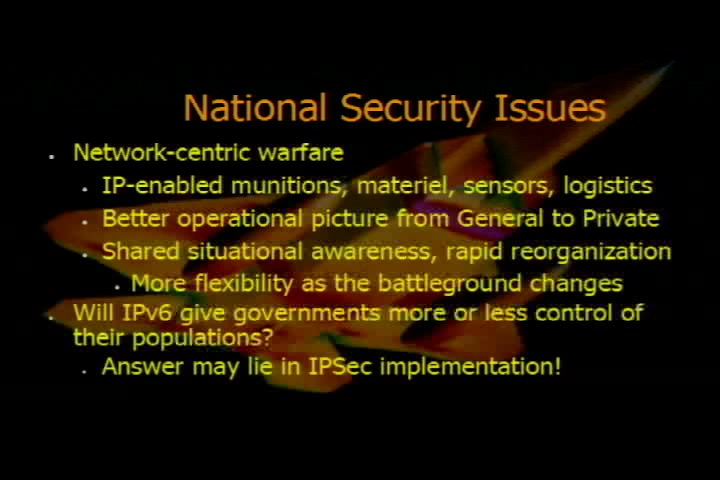 National Security Issues
Network-centric warfare
IP-enabled munitions, materiel, sensors, logistics
Better operational picture from General to Private
Shared situational awareness, rapid reorganization
More flexibility as the battleground changes
Will IPv6 give governments more or less control of
their populations?
Answer may lie in IPSec implementation!